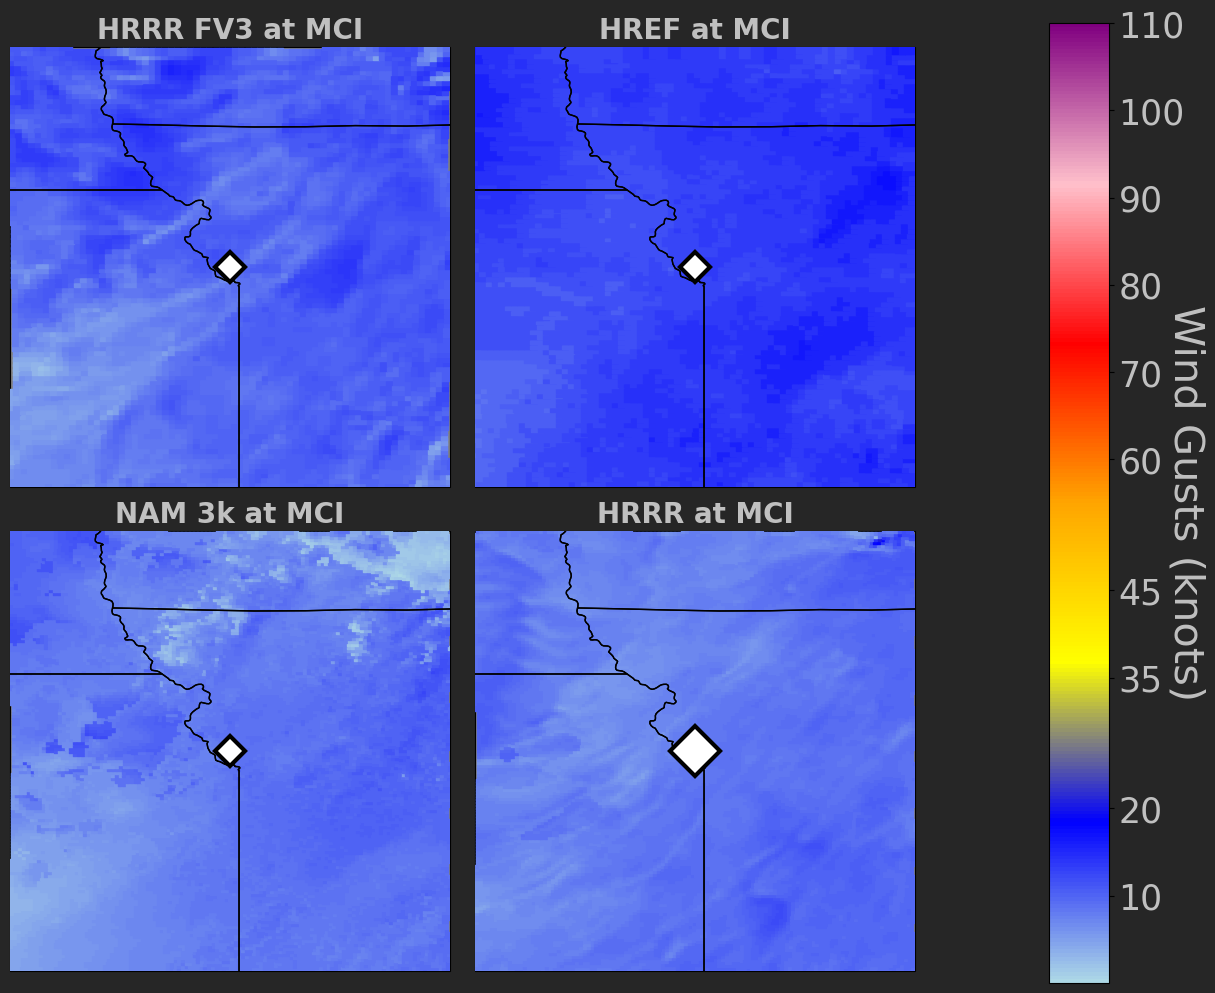 HRRR FV3 at MCI
HREF at MCI
NAM 3k at MCI
HRRR at MCI
110
100
90
80
70
60
45
35
20
10
Wind Gusts (knots)